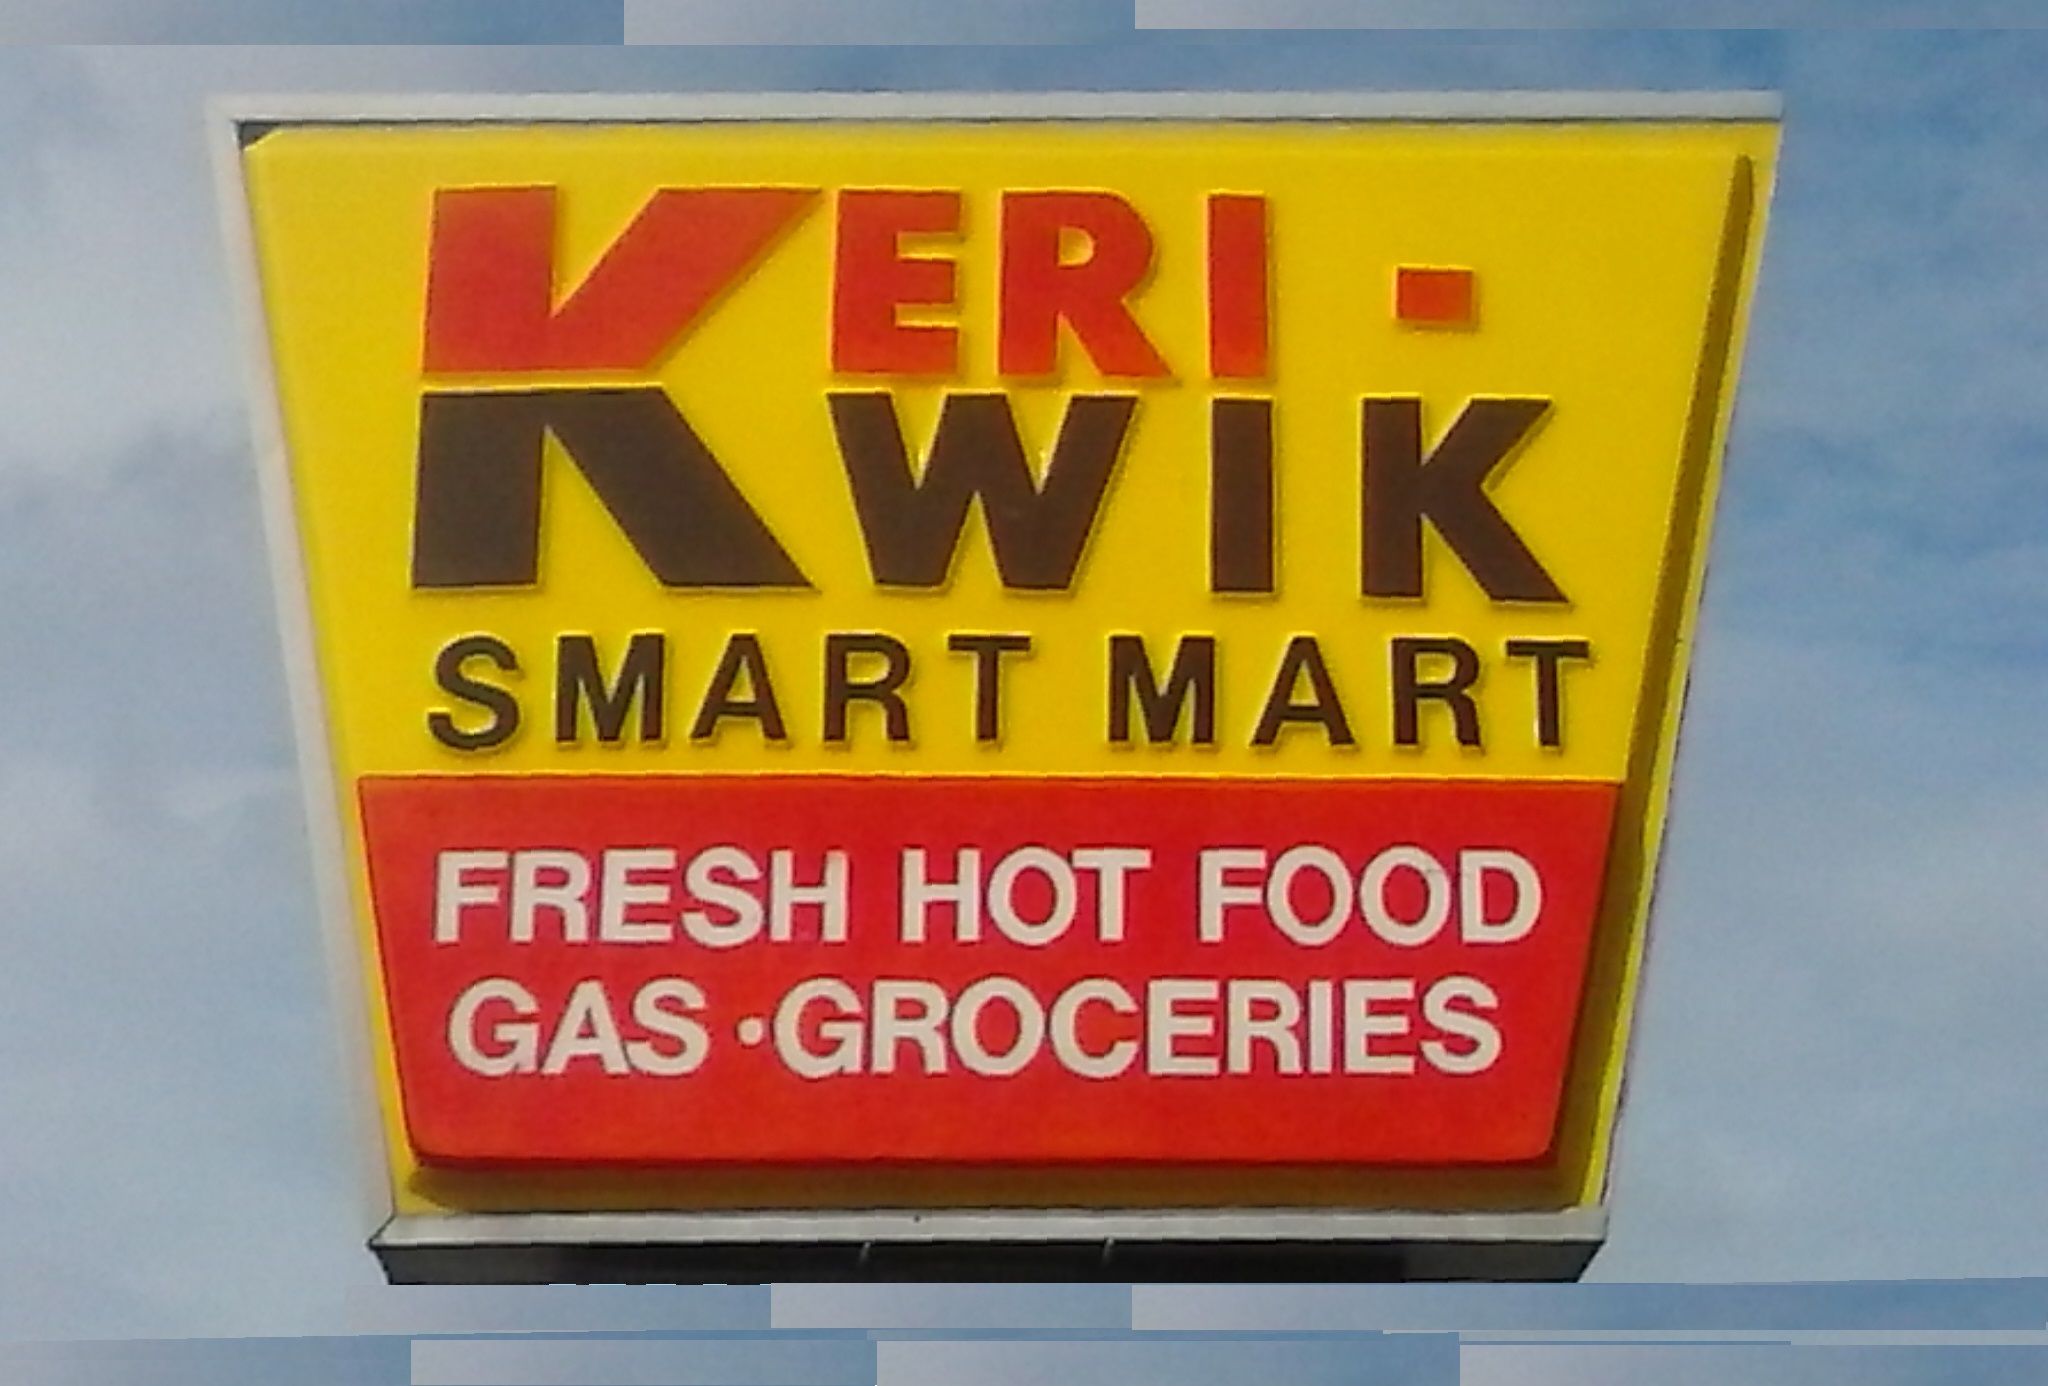 KERI ·
KWIK
SMART MART
FRESH HOT FOOD
GAS · GROCERIES